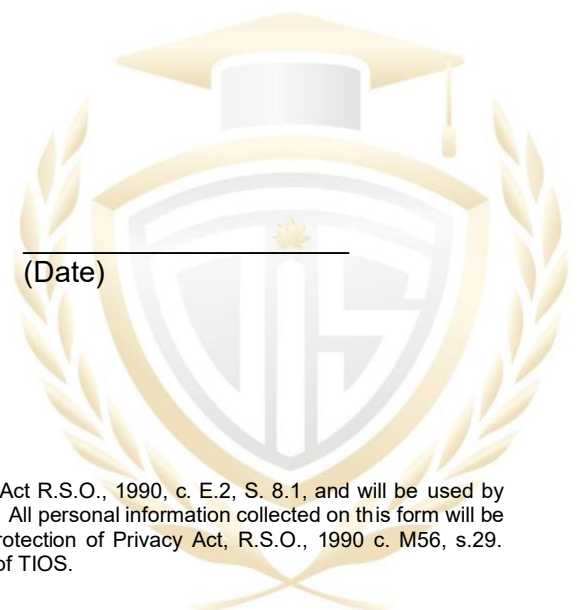 (Date)
Act R.S.O., 1990, c. E.2, S. 8.1, and will be used by
All personal information collected on this form will be
rotection of Privacy Act, R.S.O., 1990 c. M56, s.29.
of TIOS.